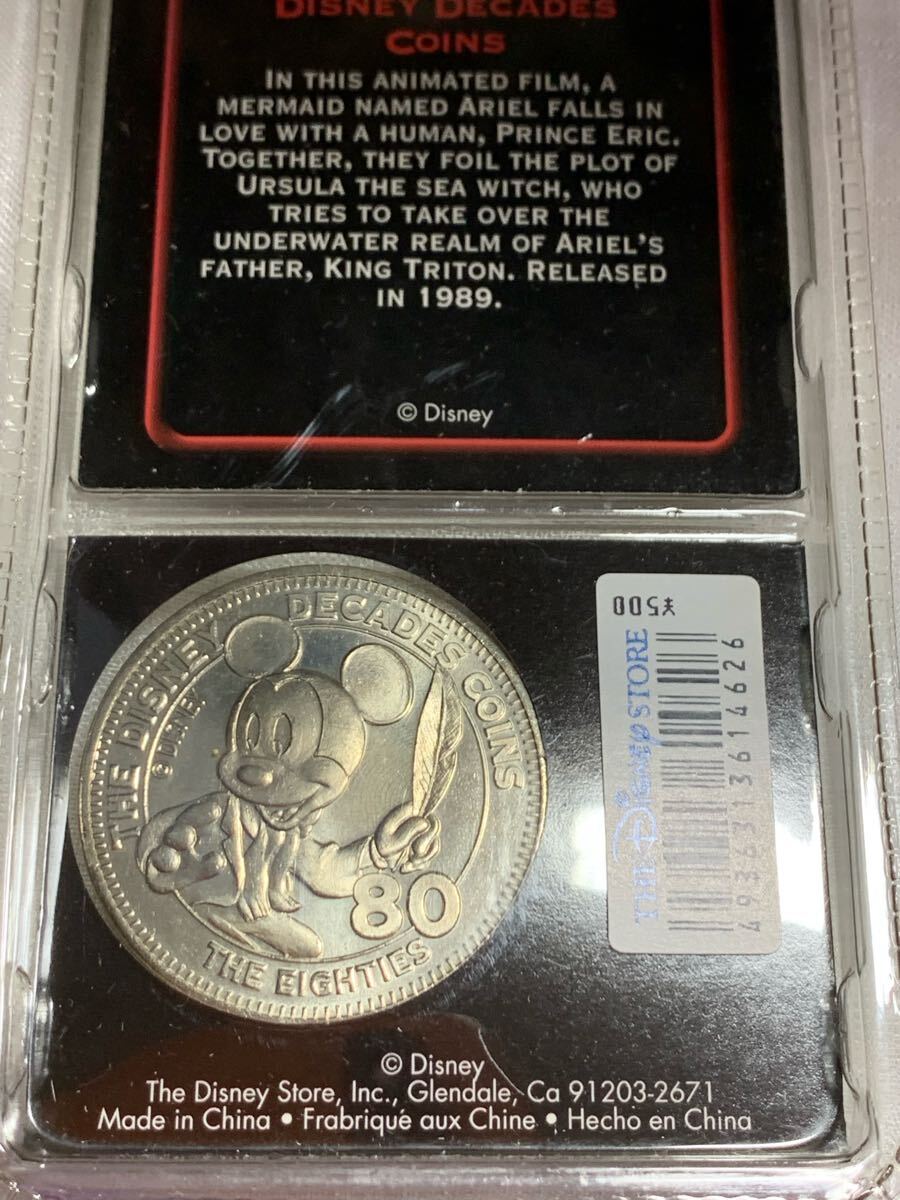 DISNEY DECADES
COINS
IN THIS ANIMATED FILM, A
MERMAID NAMED ARIEL FALLS IN
LOVE WITH A HUMAN, PRINCE ERIC.
TOGETHER, THEY FOIL THE PLOT OF
URSULA THE SEA WITCH, WHO
TRIES TO TAKE OVER THE
UNDERWATER REALM OF ARIEL'S
FATHER, KING TRITON. RELEASED
IN 1989.
© Disney
THE DISNEY DECADES COINS
© DISNEY
80
THE EIGHTIES
¥500
THE DISNEY STORE
4936313614626
© Disney
The Disney Store, Inc., Glendale, Ca 91203-2671
Made in China • Frabriqué aux Chine • Hecho en China